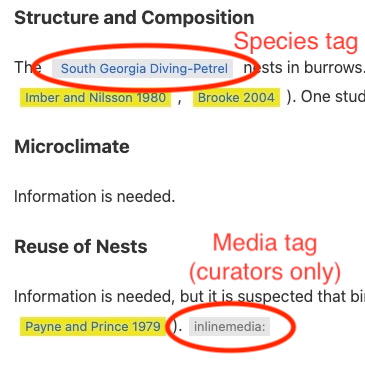 Structure and Composition
Species tag
The South Georgia Diving-Petrel nests in burrows.
Imber and Nilsson 1980 , Brooke 2004 ). One stud
Microclimate
Information is needed.
Reuse of Nests
Media tag
(curators only)
Information is needed, but it is suspected that bi
Payne and Prince 1979 ). inlinemedia: